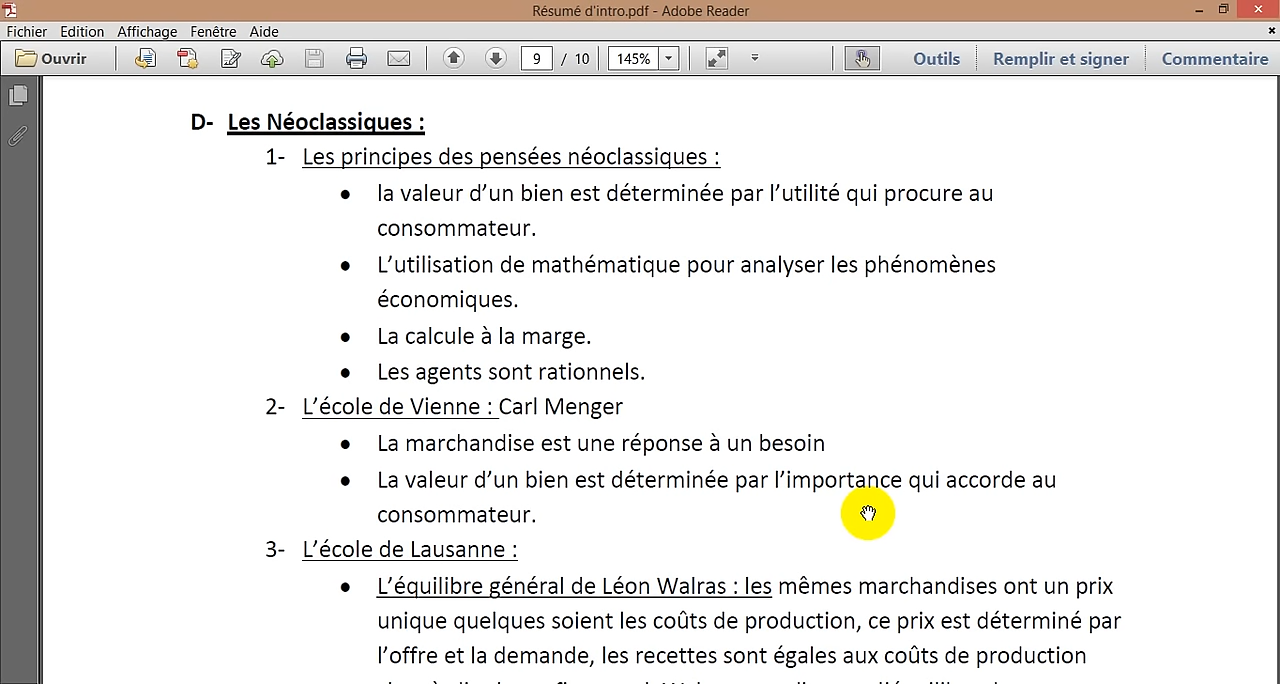 Résumé d'intro.pdf - Adobe Reader
Fichier Edition Affichage Fenêtre Aide
Ouvrir 9 / 10 145% Outils Remplir et signer Commentaire
D- Les Néoclassiques :
1- Les principes des pensées néoclassiques :
• la valeur d’un bien est déterminée par l’utilité qui procure au
consommateur.
• L’utilisation de mathématique pour analyser les phénomènes
économiques.
• La calcule à la marge.
• Les agents sont rationnels.
2- L’école de Vienne : Carl Menger
• La marchandise est une réponse à un besoin
• La valeur d’un bien est déterminée par l’importance qui accorde au
consommateur.
3- L’école de Lausanne :
• L’équilibre général de Léon Walras : les mêmes marchandises ont un prix
unique quelques soient les coûts de production, ce prix est déterminé par
l’offre et la demande, les recettes sont égales aux coûts de production